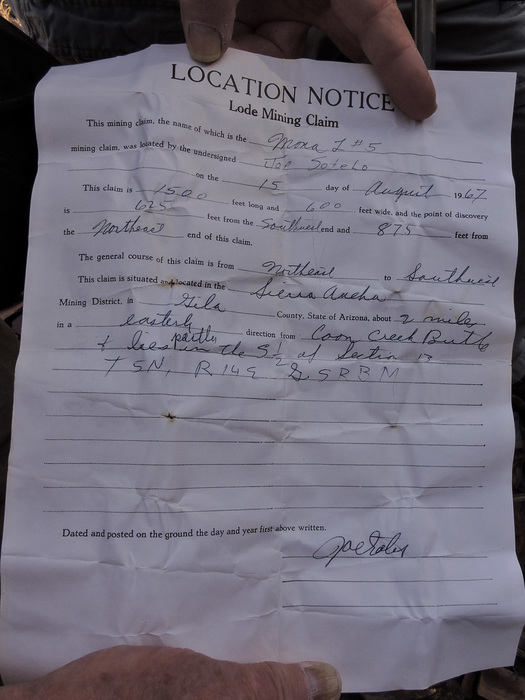 LOCATION NOTICE
Lode Mining Claim
This mining claim, the name of which is the Mona L #5
mining claim, was located by the undersigned Joe Sotelo
on the 15 day of August 1967
This claim is 1500 feet long and 600 feet wide, and the point of discovery
is 625 feet from the Southwest end and 875 feet from
the Northeast end of this claim.
The general course of this claim is from Northeast to Southwest
This claim is situated and located in the Sierra Ancha
Mining District, in Gila County, State of Arizona, about 2 miles
in a easterly direction from Coon Creek Butte
partly
& lies in the S 1/2 of Section 13
T 5N, R 14E G S R B M
Dated and posted on the ground the day and year first above written.